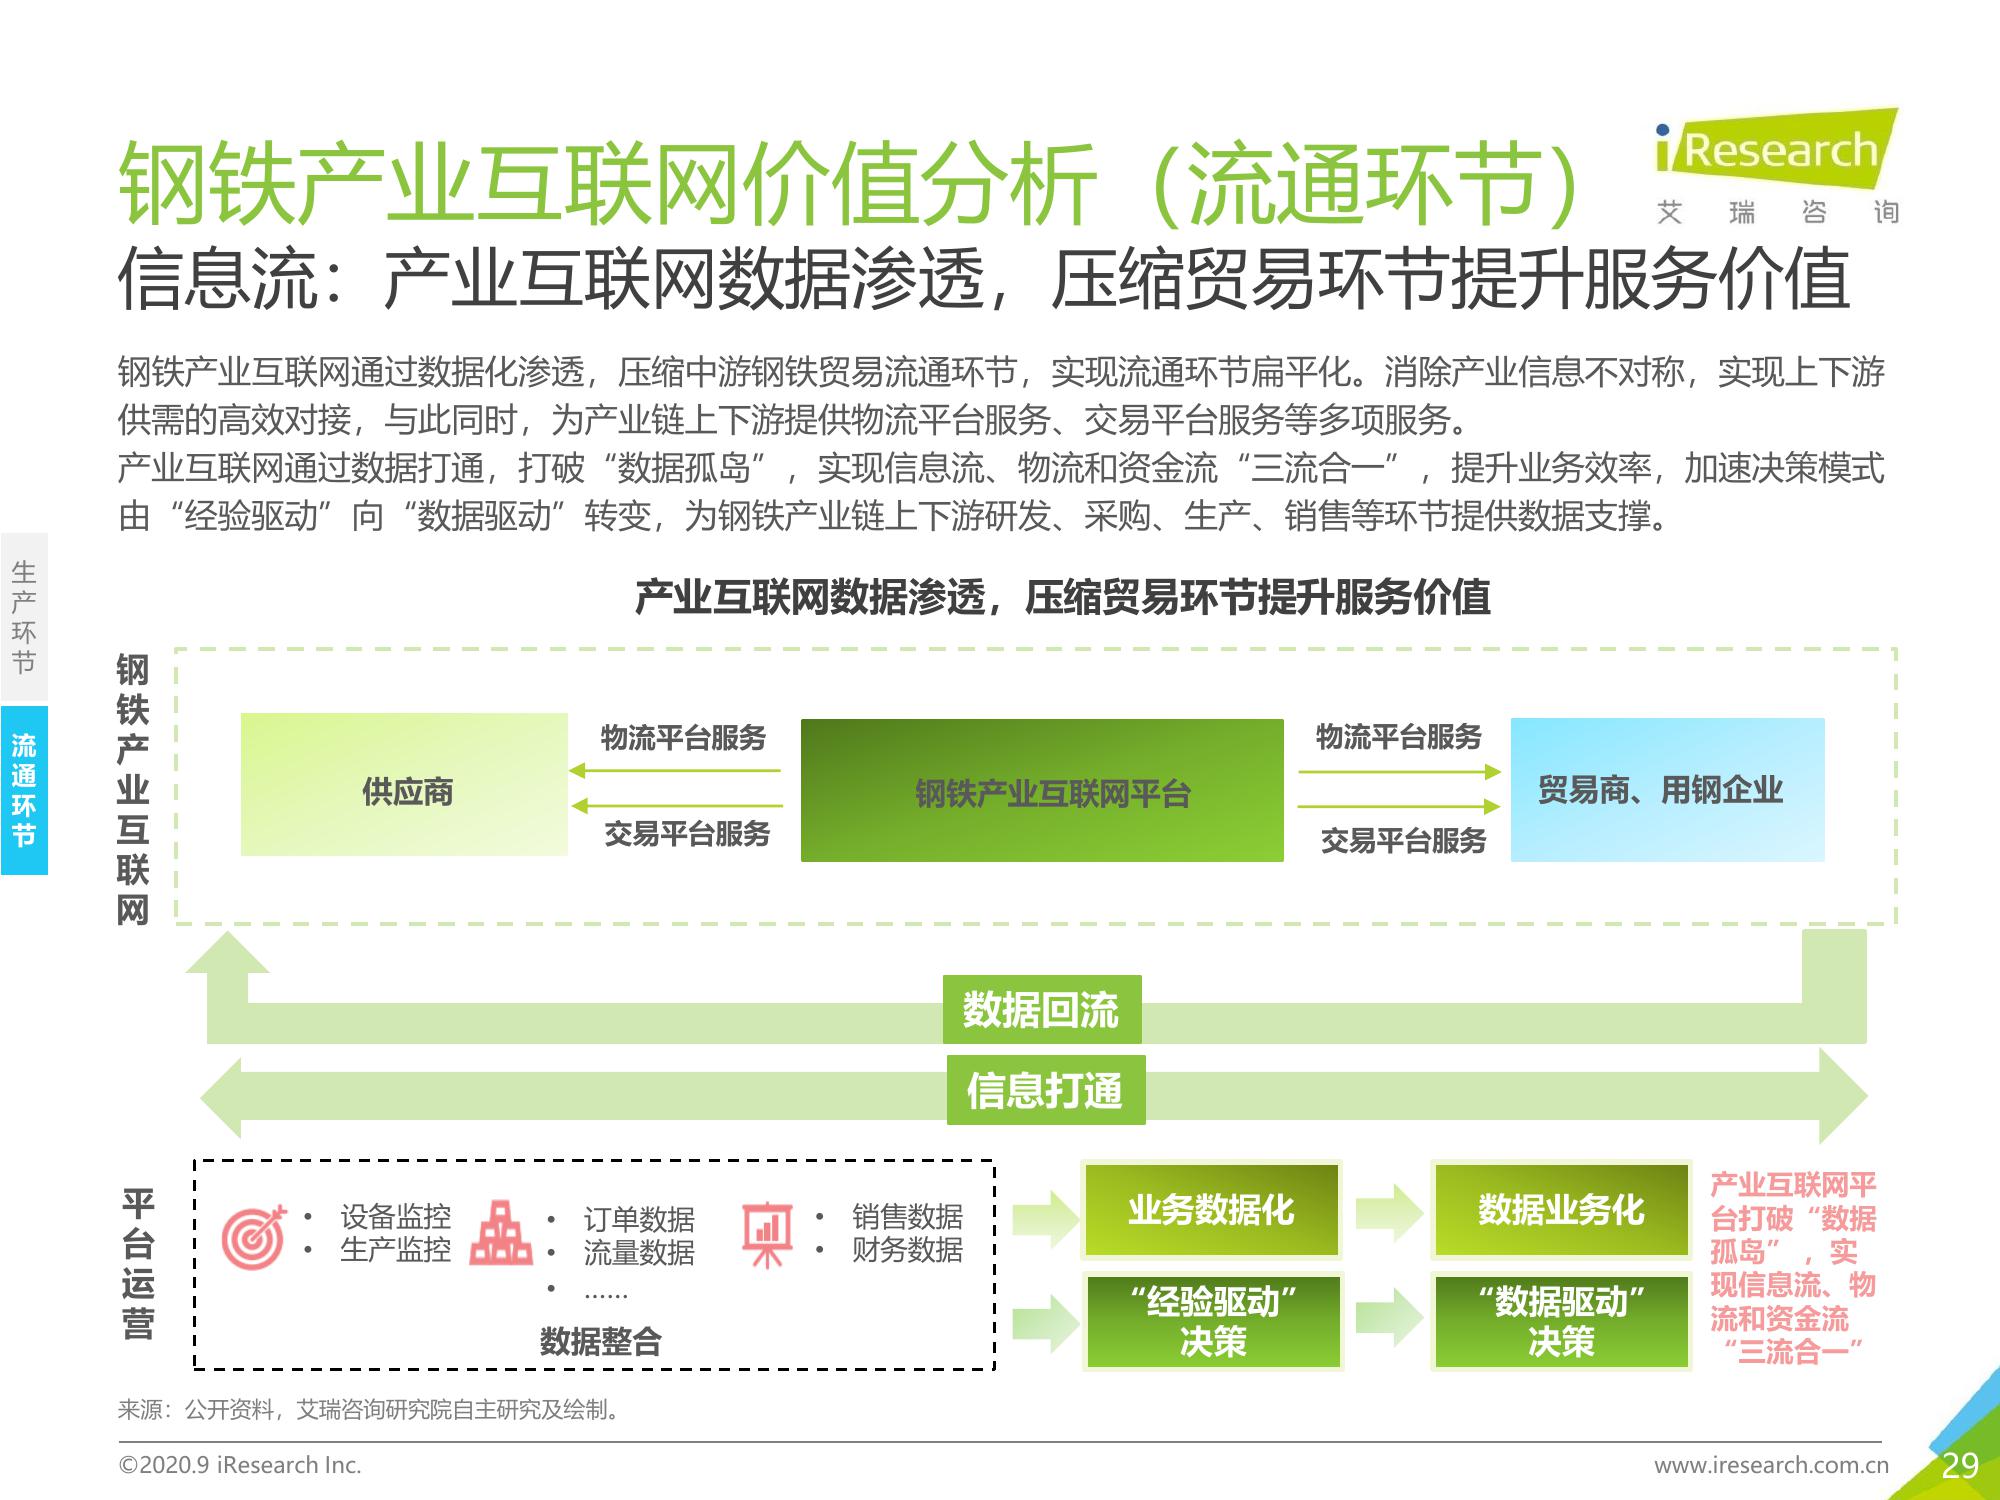 钢铁产业互联网价值分析（流通环节）
iResearch
艾瑞咨询
信息流：产业互联网数据渗透，压缩贸易环节提升服务价值
钢铁产业互联网通过数据化渗透，压缩中游钢铁贸易流通环节，实现流通环节扁平化。消除产业信息不对称，实现上下游
供需的高效对接，与此同时，为产业链上下游提供物流平台服务、交易平台服务等多项服务。
产业互联网通过数据打通，打破“数据孤岛”，实现信息流、物流和资金流“三流合一”，提升业务效率，加速决策模式
由“经验驱动”向“数据驱动”转变，为钢铁产业链上下游研发、采购、生产、销售等环节提供数据支撑。
生产环节
流通环节
产业互联网数据渗透，压缩贸易环节提升服务价值
钢铁产业互联网
供应商
物流平台服务
交易平台服务
钢铁产业互联网平台
物流平台服务
交易平台服务
贸易商、用钢企业
数据回流
信息打通
平台运营
• 设备监控
• 生产监控
• 订单数据
• 流量数据
• ......
• 销售数据
• 财务数据
数据整合
业务数据化
数据业务化
“经验驱动”
决策
“数据驱动”
决策
产业互联网平
台打破“数据
孤岛”，实
现信息流、物
流和资金流
“三流合一”
来源：公开资料，艾瑞咨询研究院自主研究及绘制。
©2020.9 iResearch Inc.
www.iresearch.com.cn
29